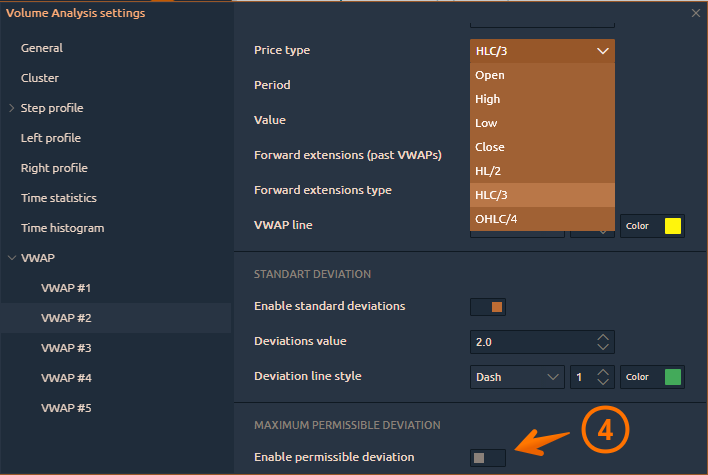 Volume Analysis settings
General
Cluster
Step profile
Left profile
Right profile
Time statistics
Time histogram
VWAP
VWAP #1
VWAP #2
VWAP #3
VWAP #4
VWAP #5
Price type HLC/3
Open
High
Low
Close
HL/2
HLC/3
OHLC/4
Period
Value
Forward extensions (past VWAPs)
Forward extensions type
VWAP line Color
STANDART DEVIATION
Enable standard deviations
Deviations value 2.0
Deviation line style Dash 1 Color
MAXIMUM PERMISSIBLE DEVIATION
Enable permissible deviation
4